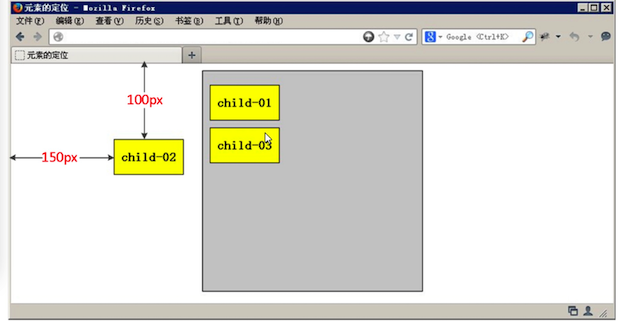 元素的定位 - Mozilla Firefox
文件(F) 编辑(E) 查看(V) 历史(S) 书签(B) 工具(T) 帮助(H)
Google (Ctrl+K)
元素的定位 +
100px
child-01
child-03
150px
child-02